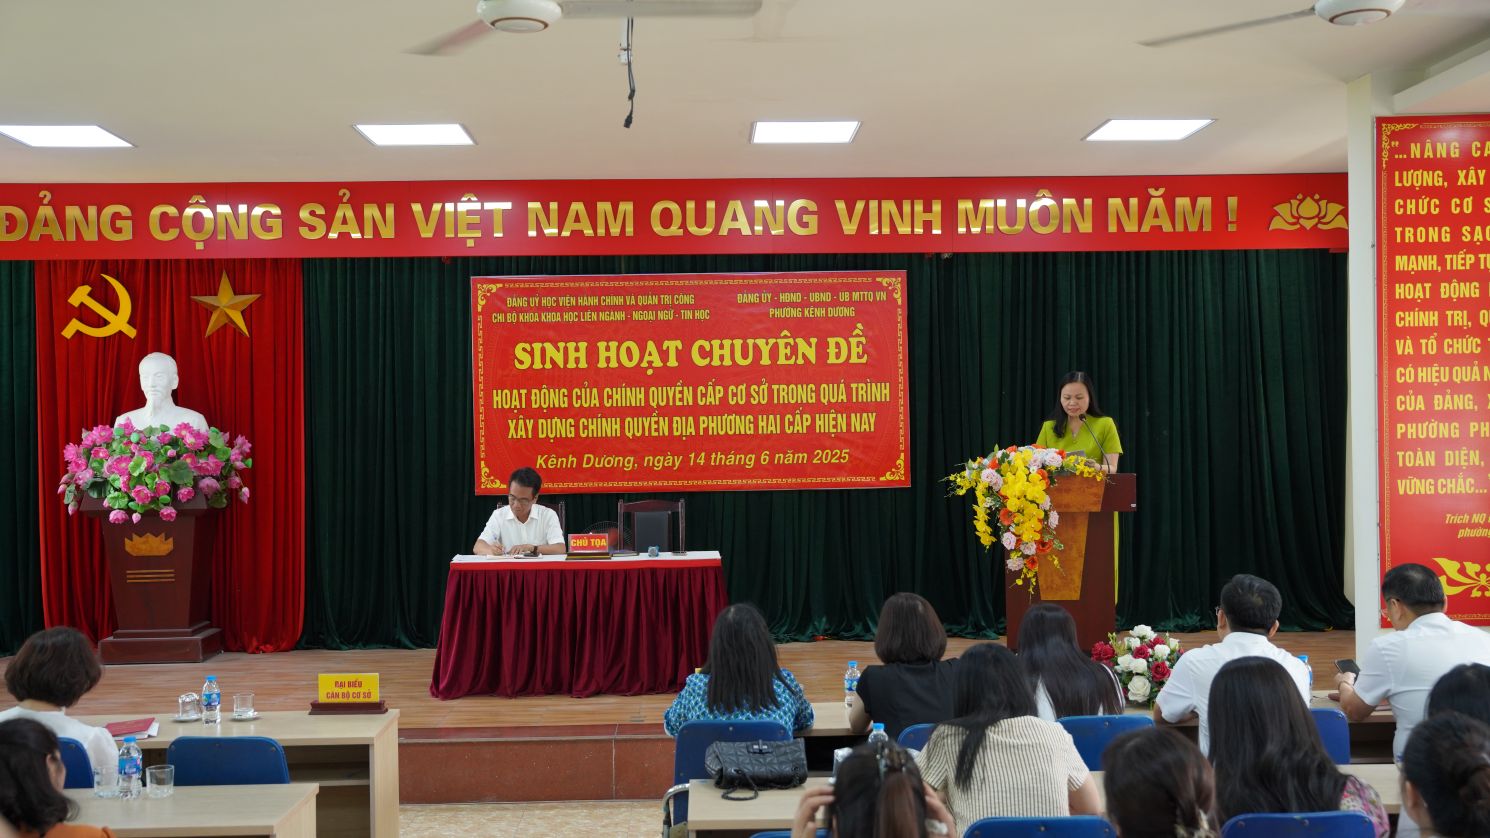 ĐẢNG CỘNG SẢN VIỆT NAM QUANG VINH MUÔN NĂM !
ĐẢNG UỶ HỌC VIỆN HÀNH CHÍNH VÀ QUẢN TRỊ CÔNG
CHI BỘ KHOA KHOA HỌC LIÊN NGÀNH - NGOẠI NGỮ - TIN HỌC
ĐẢNG ỦY - HĐND - UBND - UB MTTQ VN
PHƯỜNG KÊNH DƯƠNG
SINH HOẠT CHUYÊN ĐỀ
HOẠT ĐỘNG CỦA CHÍNH QUYỀN CẤP CƠ SỞ TRONG QUÁ TRÌNH
XÂY DỰNG CHÍNH QUYỀN ĐỊA PHƯƠNG HAI CẤP HIỆN NAY
Kênh Dương, ngày 14 tháng 6 năm 2025
CHỦ TỌA
ĐẠI BIỂU
CÁN BỘ CƠ SỞ
"...NÂNG CA
LƯỢNG, XÂY
CHỨC CƠ S
TRONG SẠC
MẠNH, TIẾP TỤ
HOẠT ĐỘNG
CHÍNH TRỊ, Q
VÀ TỔ CHỨC
CÓ HIỆU QUẢ N
CỦA ĐẢNG, X
PHƯỜNG PH
TOÀN DIỆN,
VỮNG CHẮC..."
Trích NQ
phường